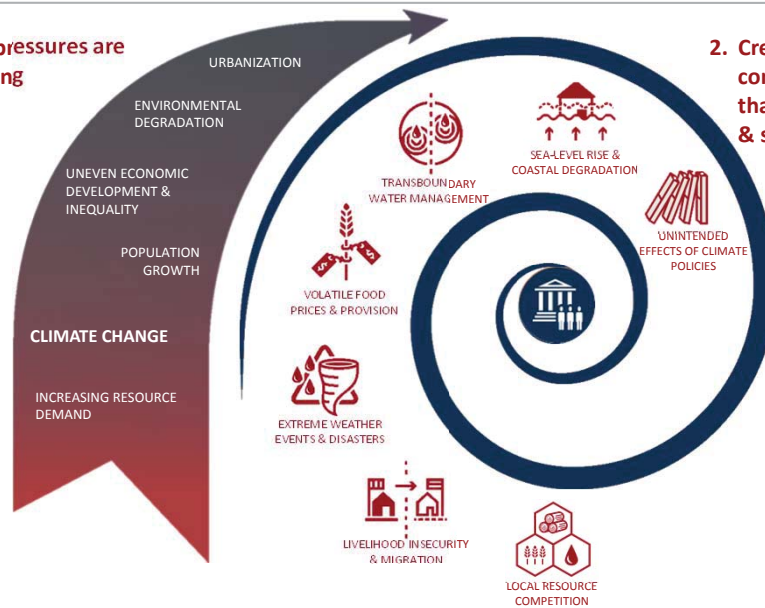 pressures are
ng
2. Cre
con
tha
& s
URBANIZATION
ENVIRONMENTAL
DEGRADATION
UNEVEN ECONOMIC
DEVELOPMENT &
INEQUALITY
POPULATION
GROWTH
CLIMATE CHANGE
INCREASING RESOURCE
DEMAND
TRANSBOUNDARY
WATER MANAGEMENT
SEA-LEVEL RISE &
COASTAL DEGRADATION
UNINTENDED
EFFECTS OF CLIMATE
POLICIES
VOLATILE FOOD
PRICES & PROVISION
EXTREME WEATHER
EVENTS & DISASTERS
LIVELIHOOD INSECURITY
& MIGRATION
LOCAL RESOURCE
COMPETITION